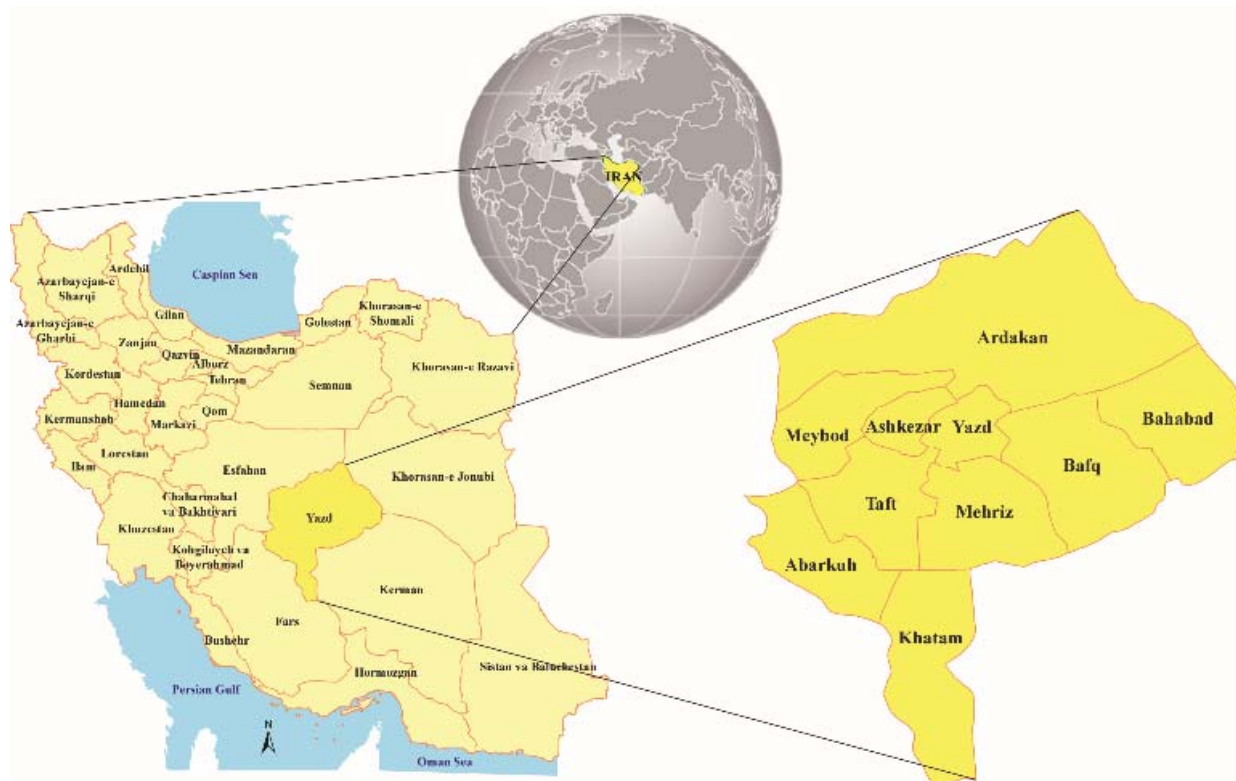 IRAN
Caspian Sea
Ardebil
Azarbayejan-e
Sharqi
Gilan
Golestan
Khorasan-e
Shomali
Azarbayejan-e
Gharbi
Zanjan
Qazvin
Mazandaran
Alburz
Tehran
Khorasan-e Razavi
Kordestan
Semnan
Hamedan
Qom
Kermanshah
Markazi
Lorestan
Ilam
Esfahan
Khorasan-e Jonubi
Chaharmahal
va Bakhtiyari
Khuzestan
Yazd
Kohgiluyeh va
Boyerahmad
Kerman
Fars
Bushehr
Hormozgan
Sistan va Baluchestan
Persian Gulf
N
Oman Sea
Ardakan
Meybod
Ashkezar
Yazd
Bahabad
Bafq
Taft
Mehriz
Abarkuh
Khatam